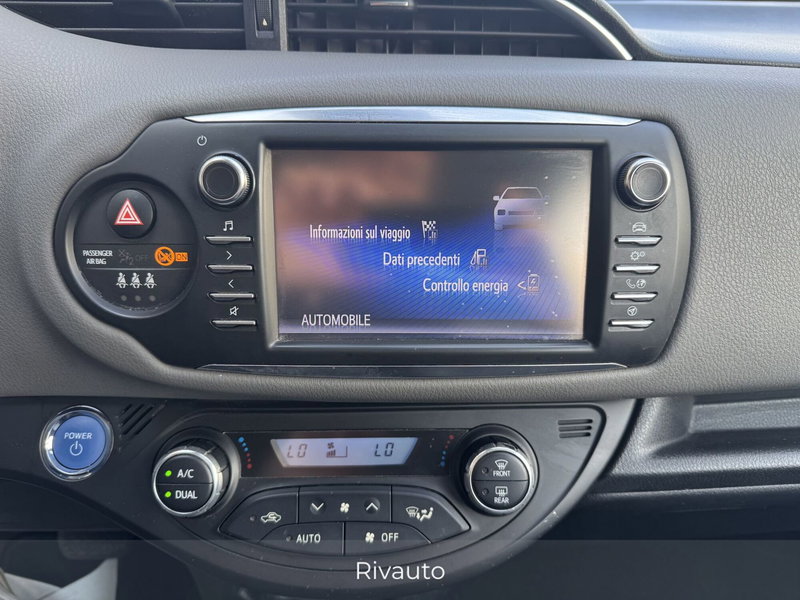 Informazioni sul viaggio
Dati precedenti
Controllo energia
AUTOMOBILE
PASSENGER
AIR BAG
OFF
ON
POWER
A/C
DUAL
LO LO
FRONT
REAR
AUTO
OFF
Rivauto